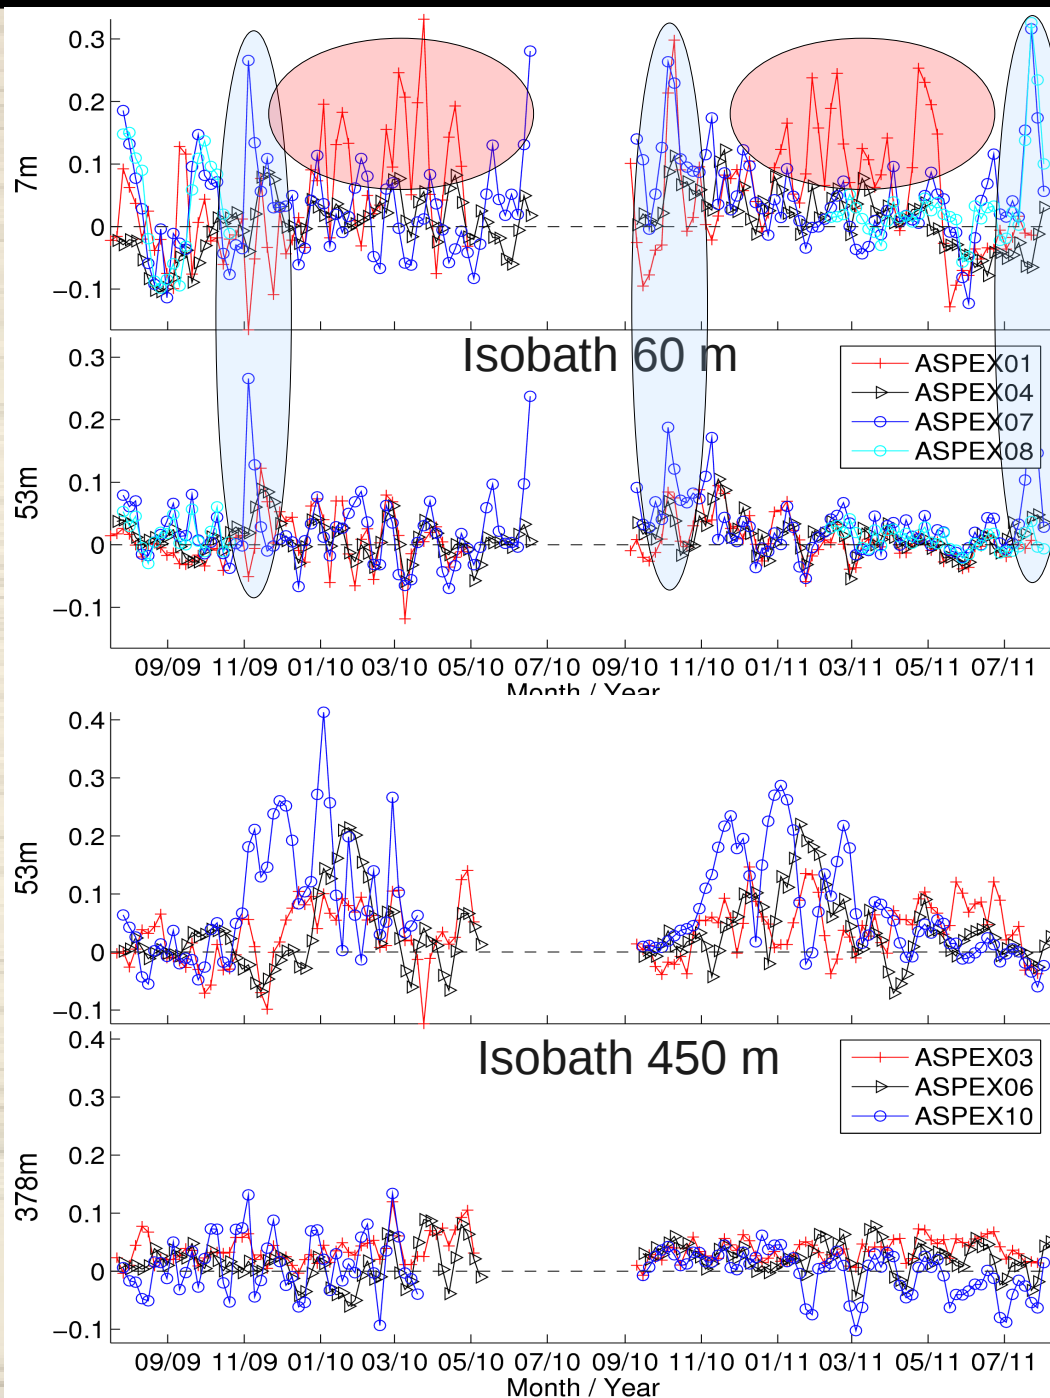 0.3
0.2
0.1
0
−0.1
7m
Isobath 60 m
0.3
0.2
0.1
0
−0.1
53m
ASPEX01
ASPEX04
ASPEX07
ASPEX08
09/09 11/09 01/10 03/10 05/10 07/10 09/10 11/10 01/11 03/11 05/11 07/11
Month / Year
0.4
0.3
0.2
0.1
0
−0.1
53m
Isobath 450 m
0.4
0.3
0.2
0.1
0
−0.1
378m
ASPEX03
ASPEX06
ASPEX10
09/09 11/09 01/10 03/10 05/10 07/10 09/10 11/10 01/11 03/11 05/11 07/11
Month / Year